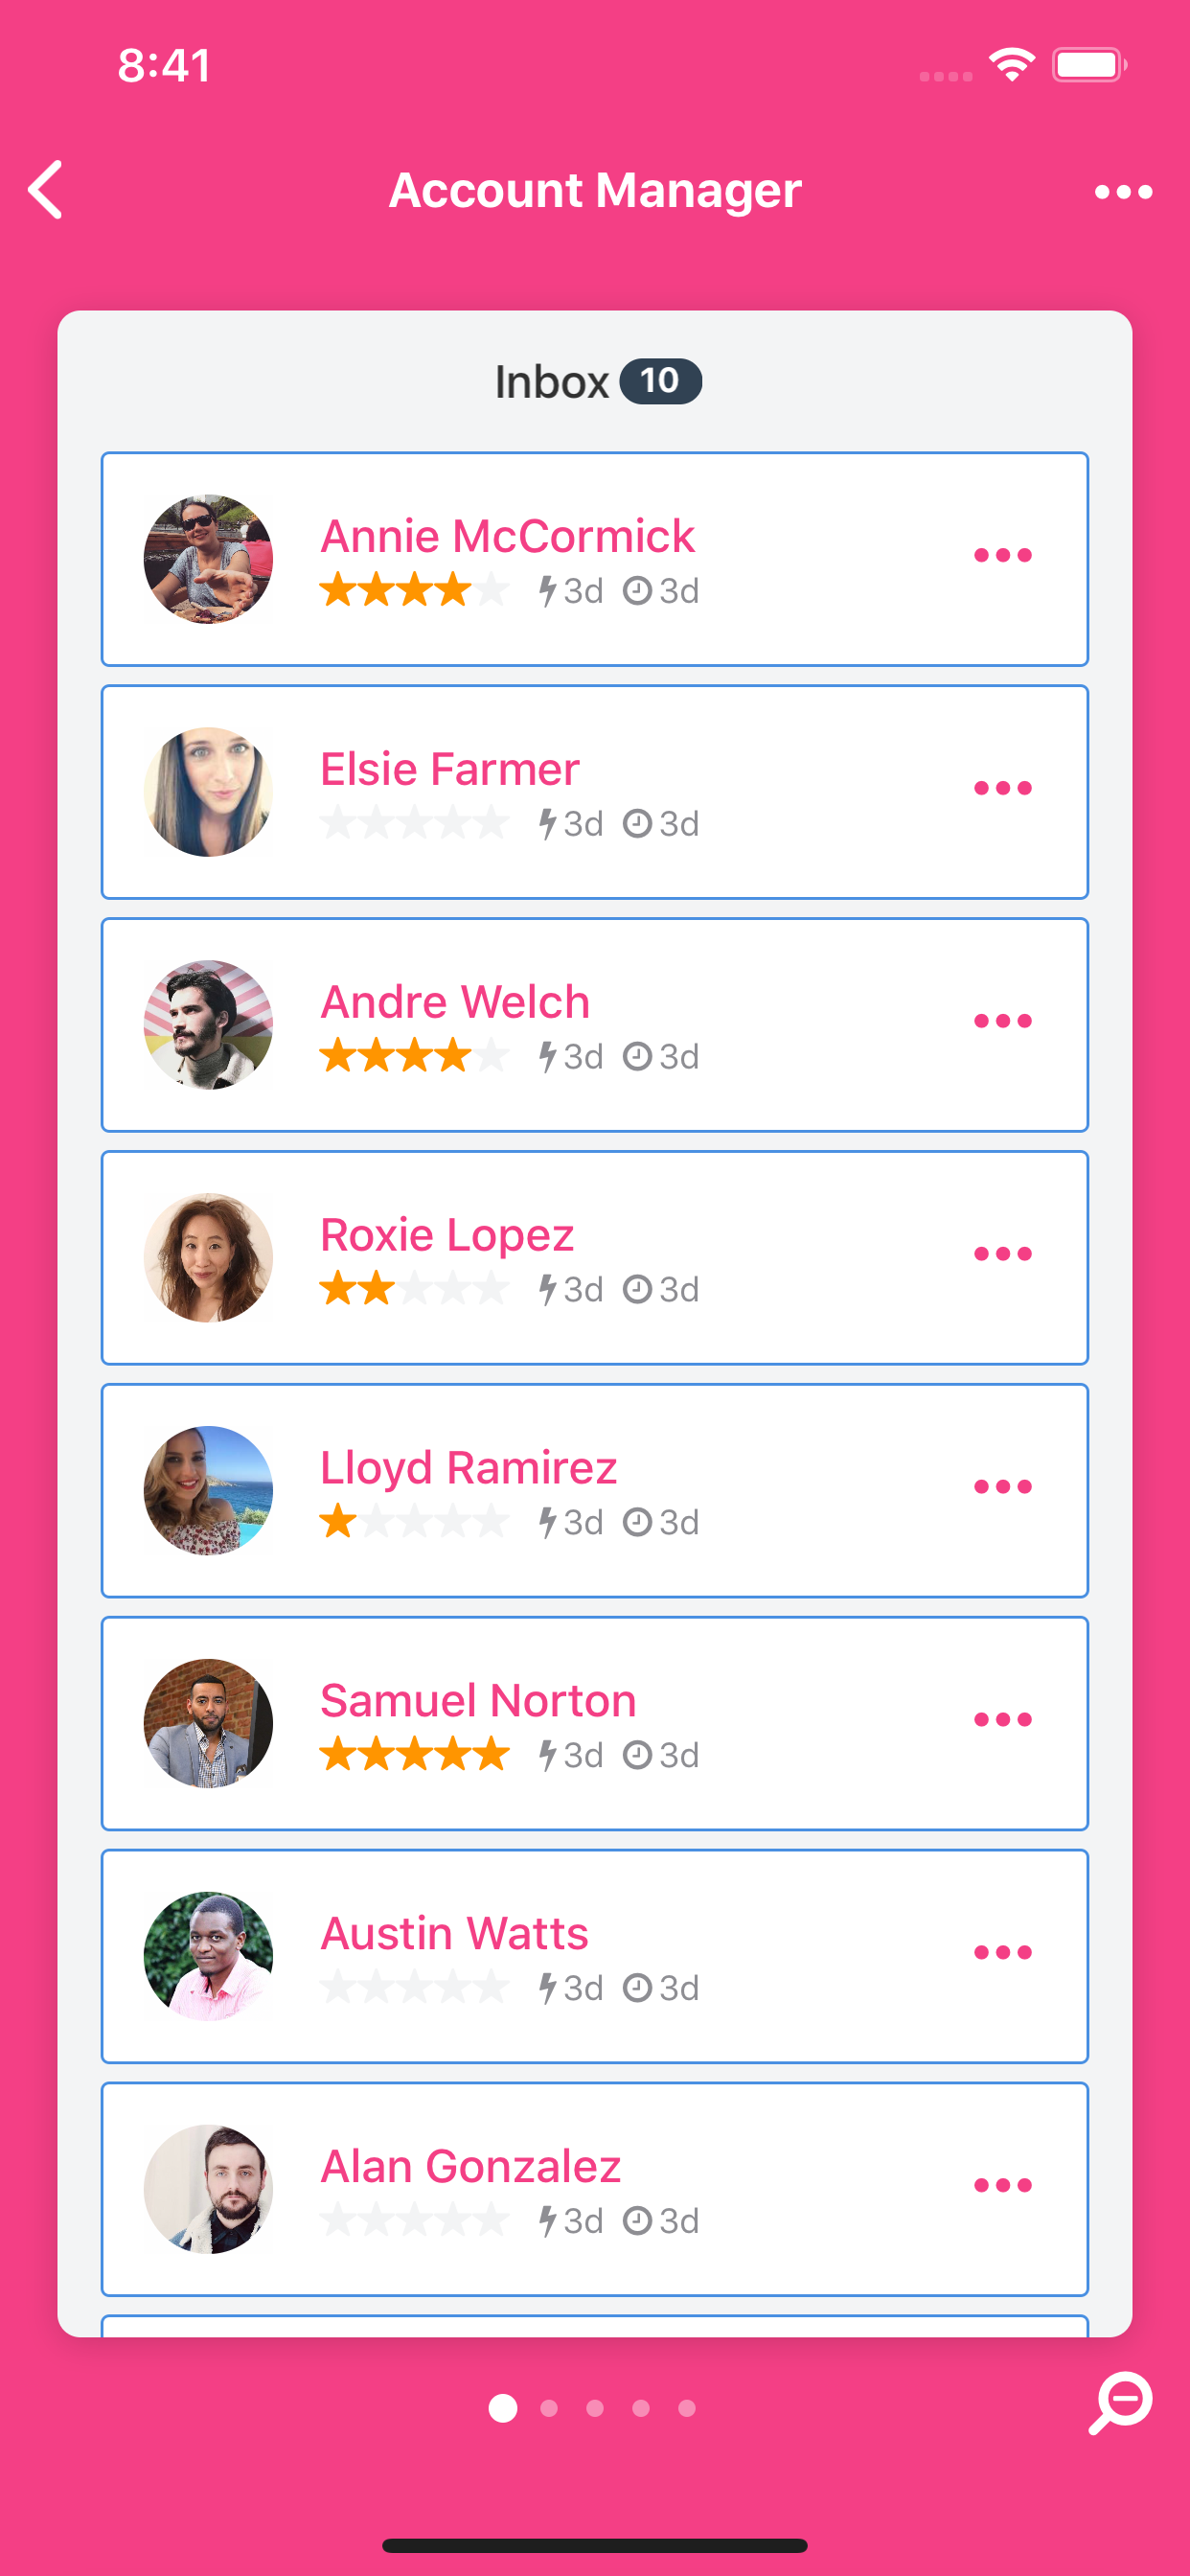 8:41
Account Manager
Inbox 10
Annie McCormick
3d 3d
Elsie Farmer
3d 3d
Andre Welch
3d 3d
Roxie Lopez
3d 3d
Lloyd Ramirez
3d 3d
Samuel Norton
3d 3d
Austin Watts
3d 3d
Alan Gonzalez
3d 3d